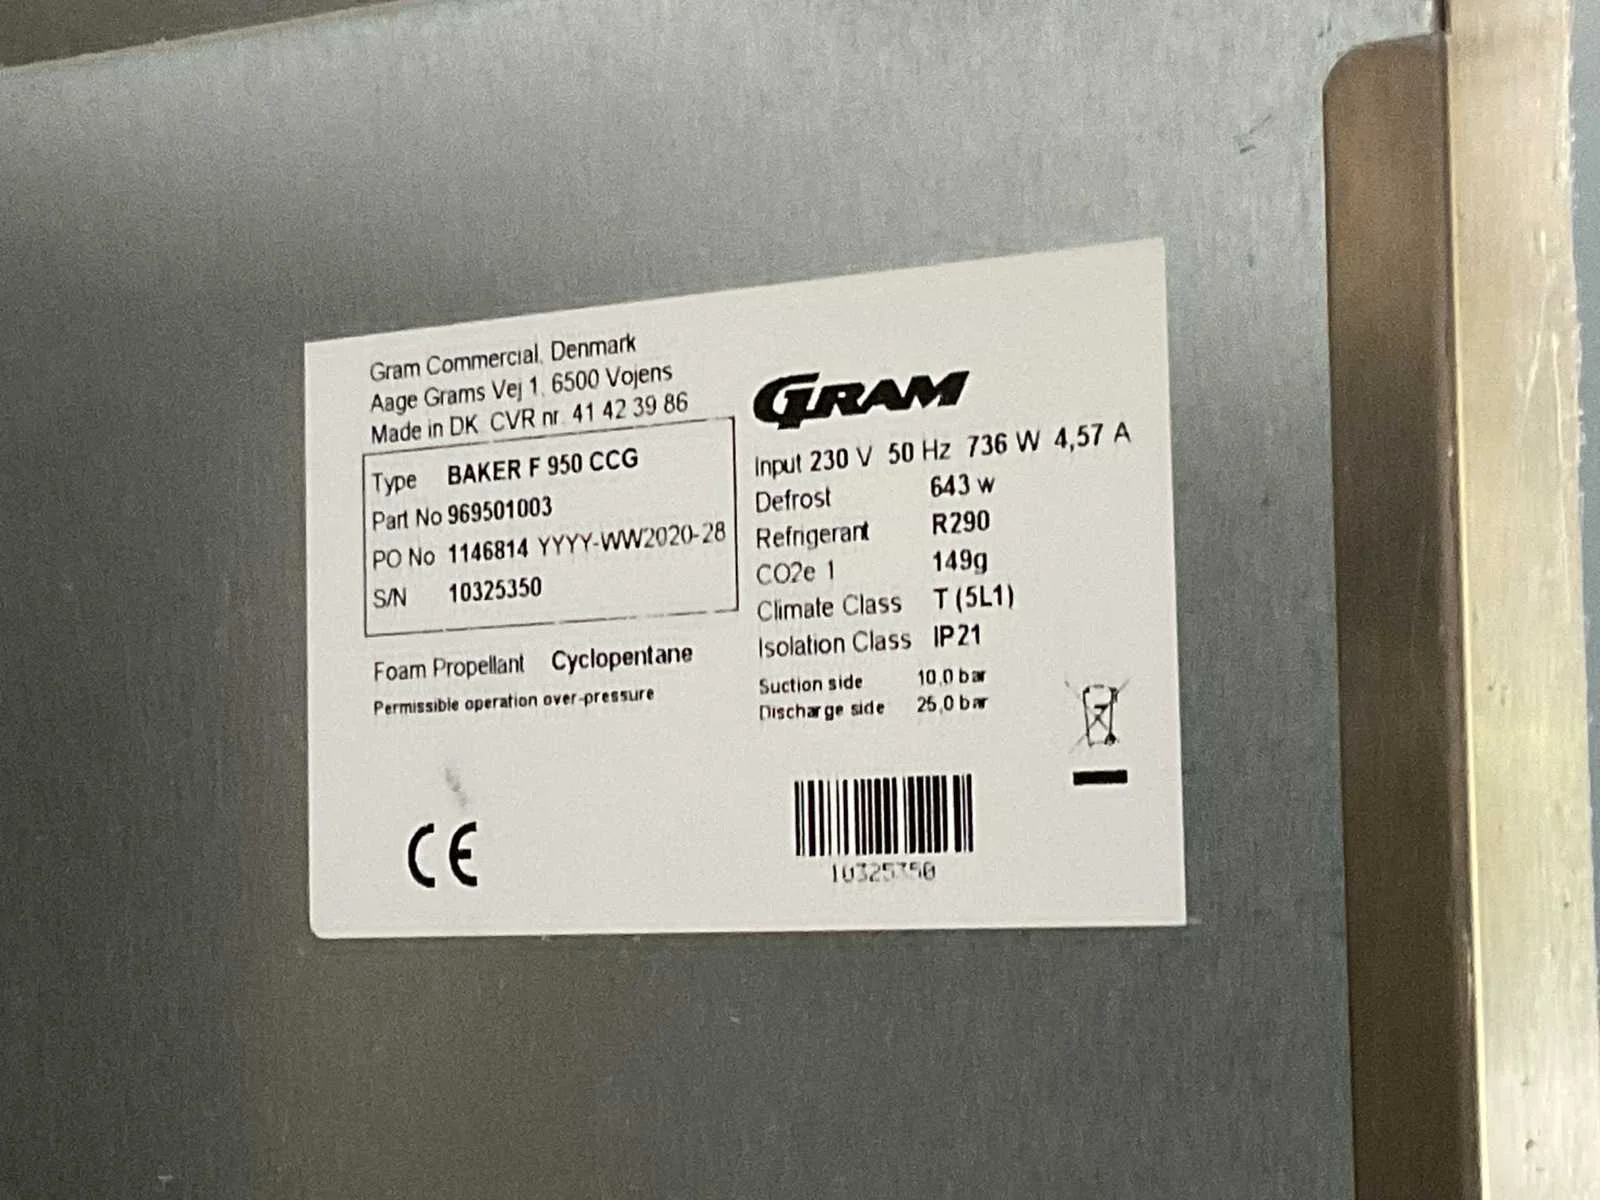 Gram Commercial, Denmark
Aage Grams Vej 1, 6500 Vojens
Made in DK CVR nr. 41 42 39 86
Type BAKER F 950 CCG
Part No 969501003
PO No 1146814 YYYY-WW2020-28
S/N 10325350
Foam Propellant Cyclopentane
Permissible operation over-pressure
CE
GRAM
Input 230 V 50 Hz 736 W 4,57 A
Defrost 643 w
Refrigerant R290
CO2e 1 149g
Climate Class T (5L1)
Isolation Class IP21
Suction side 10,0 bar
Discharge side 25,0 bar
10325350